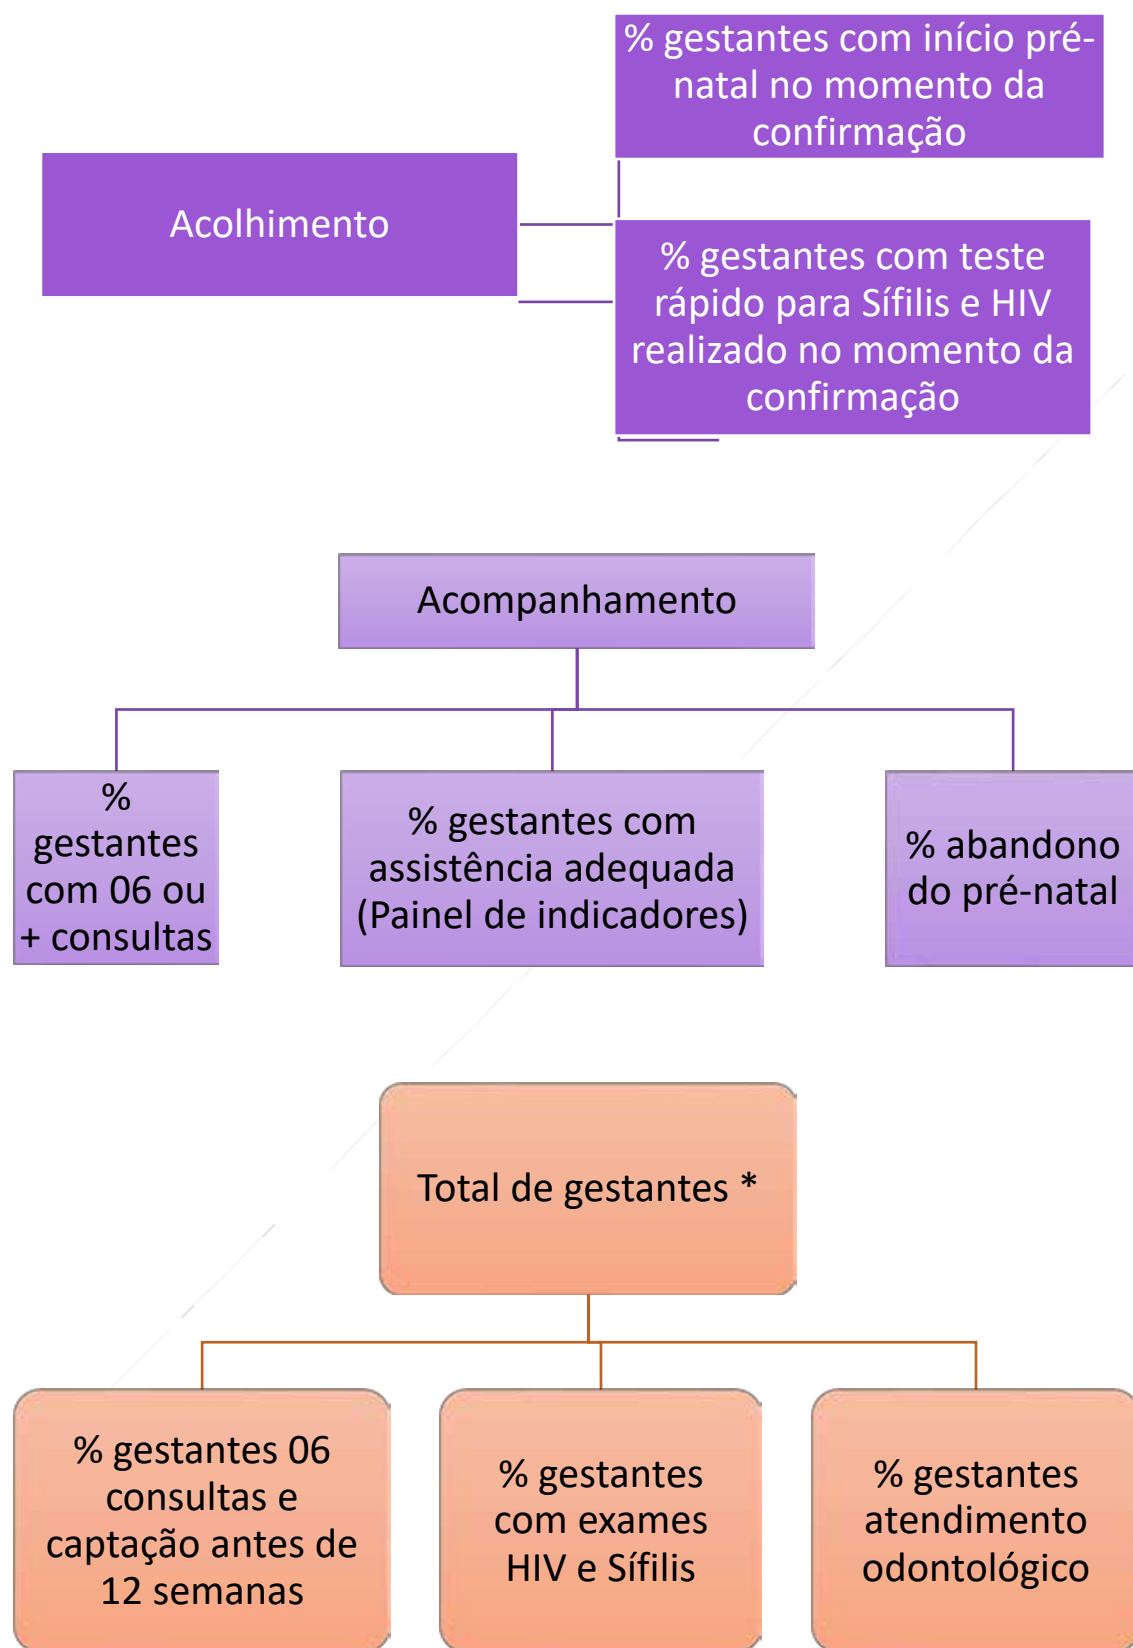 % gestantes com início pré-
natal no momento da
confirmação
Acolhimento
% gestantes com teste
rápido para Sífilis e HIV
realizado no momento da
confirmação
Acompanhamento
%
gestantes
com 06 ou
+ consultas
% gestantes com
assistência adequada
(Painel de indicadores)
% abandono
do pré-natal
Total de gestantes *
% gestantes 06
consultas e
captação antes de
12 semanas
% gestantes
com exames
HIV e Sífilis
% gestantes
atendimento
odontológico